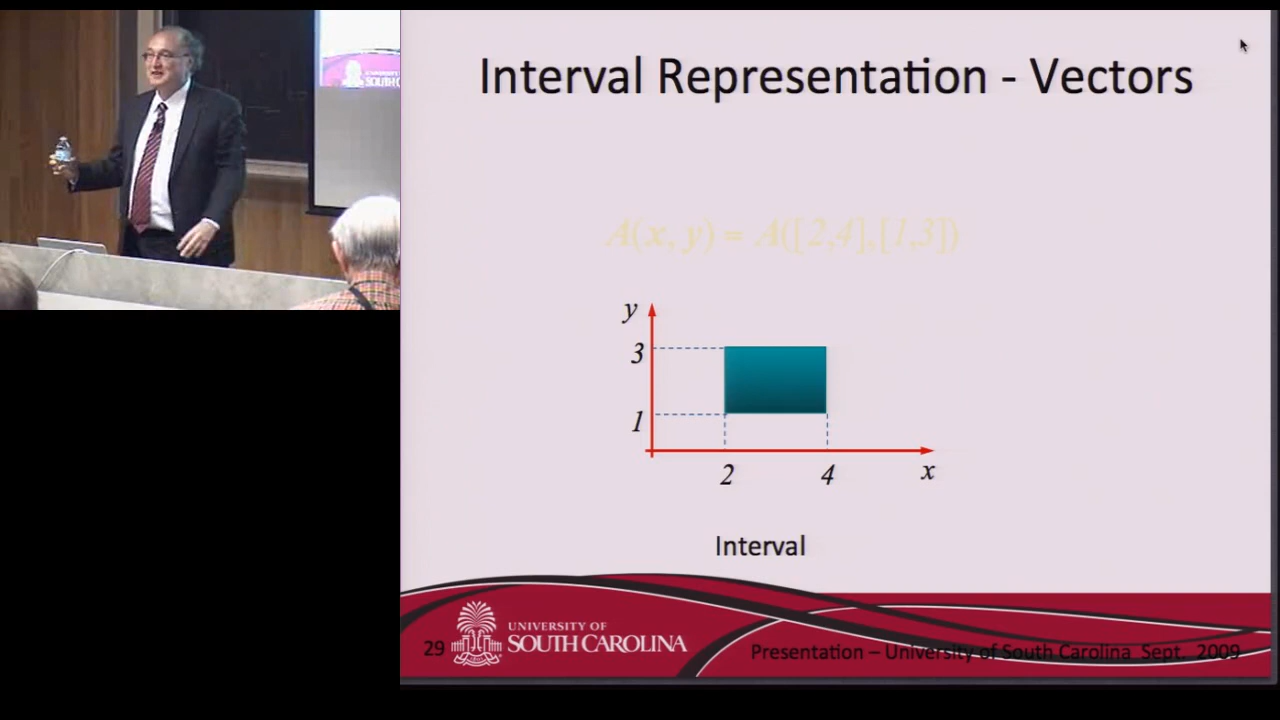 Interval Representation - Vectors
A(x, y) = A([2,4],[1,3])
y
3
1
2 4 x
Interval
29
UNIVERSITY OF
SOUTH CAROLINA
Presentation – University of South Carolina Sept. 2009